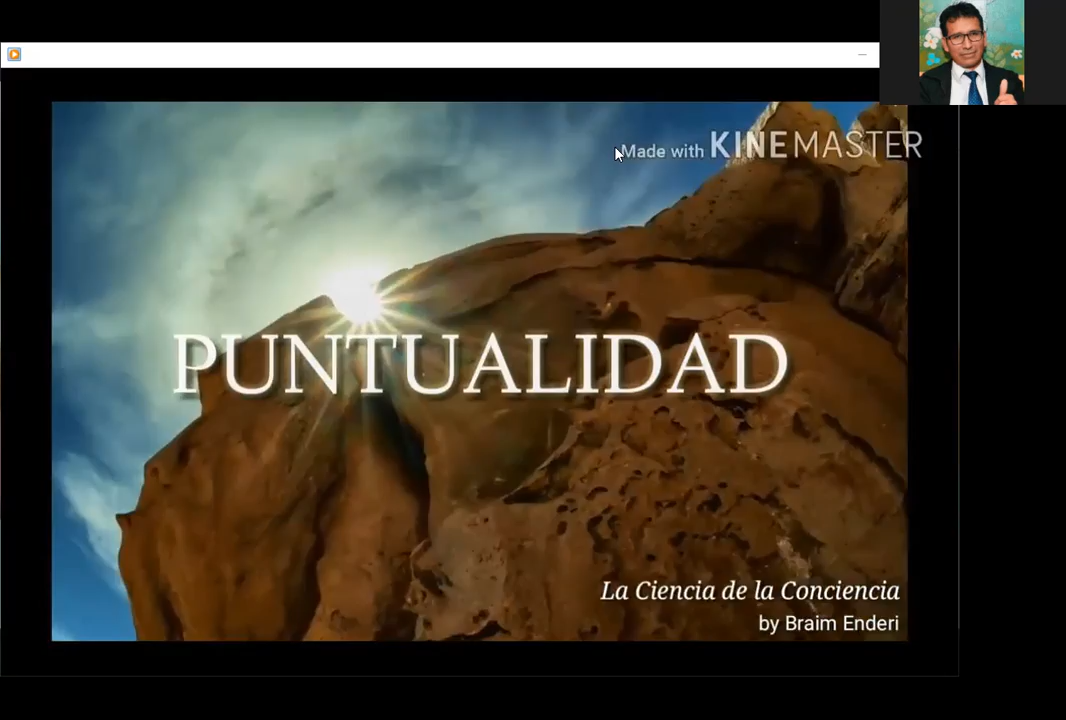 Made with KINEMASTER
PUNTUALIDAD
La Ciencia de la Conciencia
by Braim Enderi